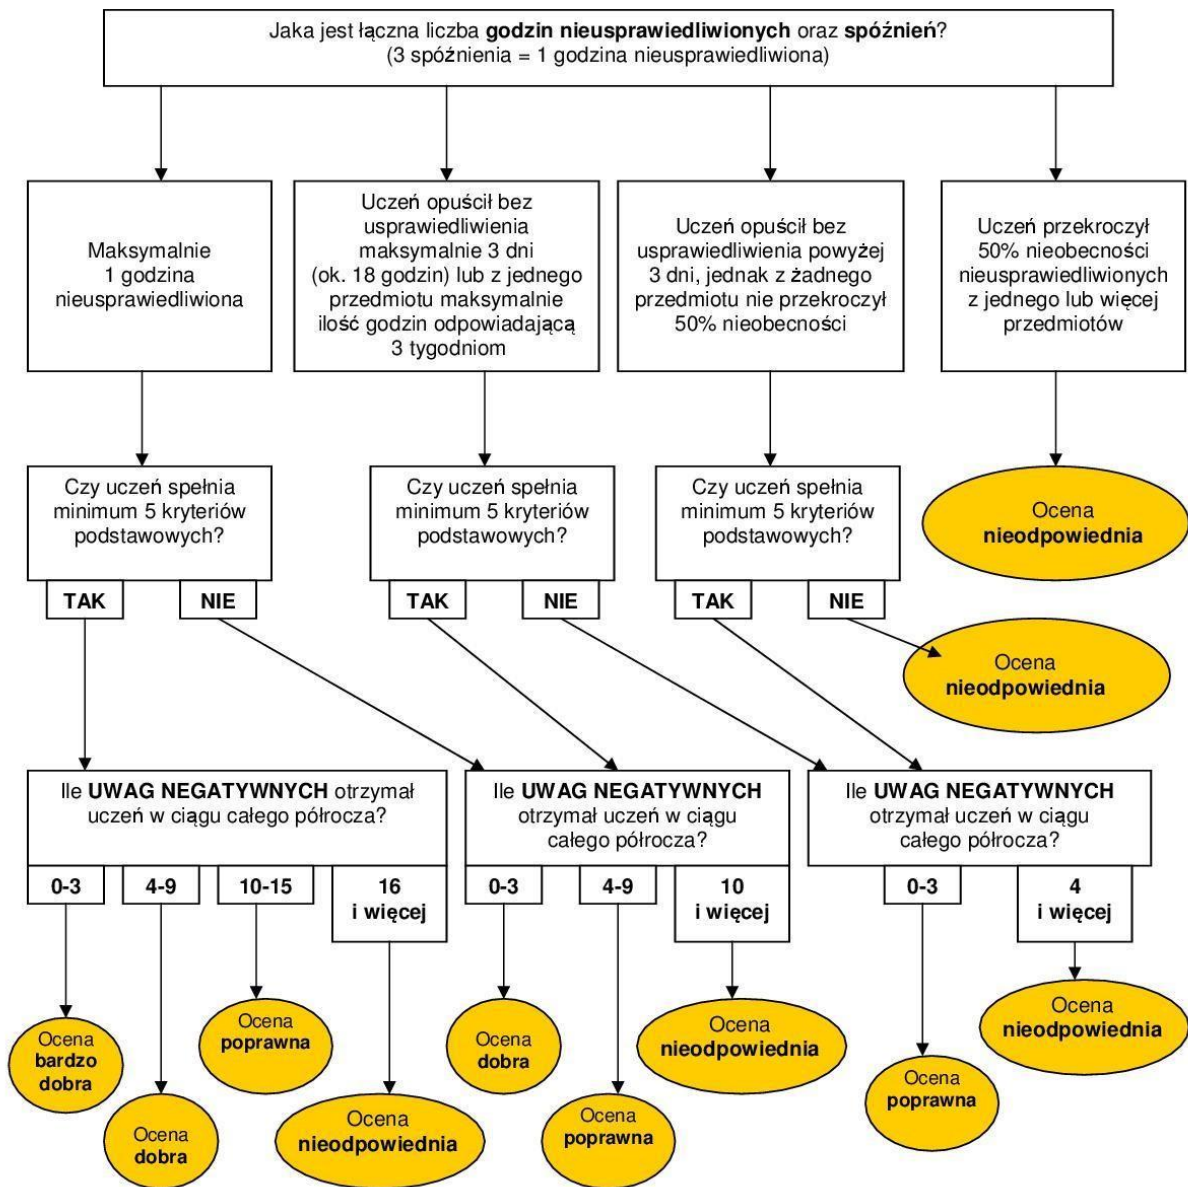 Jaka jest łączna liczba godzin nieusprawiedliwionych oraz spóźnień?
(3 spóźnienia = 1 godzina nieusprawiedliwiona)
Maksymalnie
1 godzina
nieusprawiedliwiona
Uczeń opuścił bez
usprawiedliwienia
maksymalnie 3 dni
(ok. 18 godzin) lub z jednego
przedmiotu maksymalnie
ilość godzin odpowiadającą
3 tygodniom
Uczeń opuścił bez
usprawiedliwienia powyżej
3 dni, jednak z żadnego
przedmiotu nie przekroczył
50% nieobecności
Uczeń przekroczył
50% nieobecności
nieusprawiedliwionych
z jednego lub więcej
przedmiotów
Czy uczeń spełnia
minimum 5 kryteriów
podstawowych?
TAK
NIE
Czy uczeń spełnia
minimum 5 kryteriów
podstawowych?
TAK
NIE
Czy uczeń spełnia
minimum 5 kryteriów
podstawowych?
TAK
NIE
Ocena
nieodpowiednia
Ocena
nieodpowiednia
Ile UWAG NEGATYWNYCH otrzymał
uczeń w ciągu całego półrocza?
0-3
4-9
10-15
16
i więcej
Ile UWAG NEGATYWNYCH
otrzymał uczeń w ciągu
całego półrocza?
0-3
4-9
10
i więcej
Ile UWAG NEGATYWNYCH
otrzymał uczeń w ciągu
całego półrocza?
0-3
4
i więcej
Ocena
bardzo
dobra
Ocena
dobra
Ocena
poprawna
Ocena
nieodpowiednia
Ocena
dobra
Ocena
poprawna
Ocena
nieodpowiednia
Ocena
poprawna
Ocena
nieodpowiednia